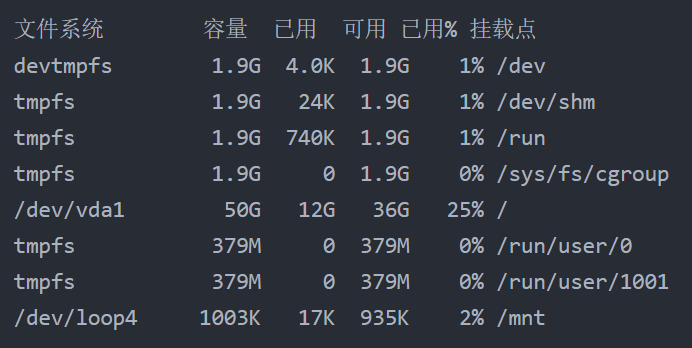 文件系统 容量 已用 可用 已用% 挂载点
devtmpfs 1.9G 4.0K 1.9G 1% /dev
tmpfs 1.9G 24K 1.9G 1% /dev/shm
tmpfs 1.9G 740K 1.9G 1% /run
tmpfs 1.9G 0 1.9G 0% /sys/fs/cgroup
/dev/vda1 50G 12G 36G 25% /
tmpfs 379M 0 379M 0% /run/user/0
tmpfs 379M 0 379M 0% /run/user/1001
/dev/loop4 1003K 17K 935K 2% /mnt